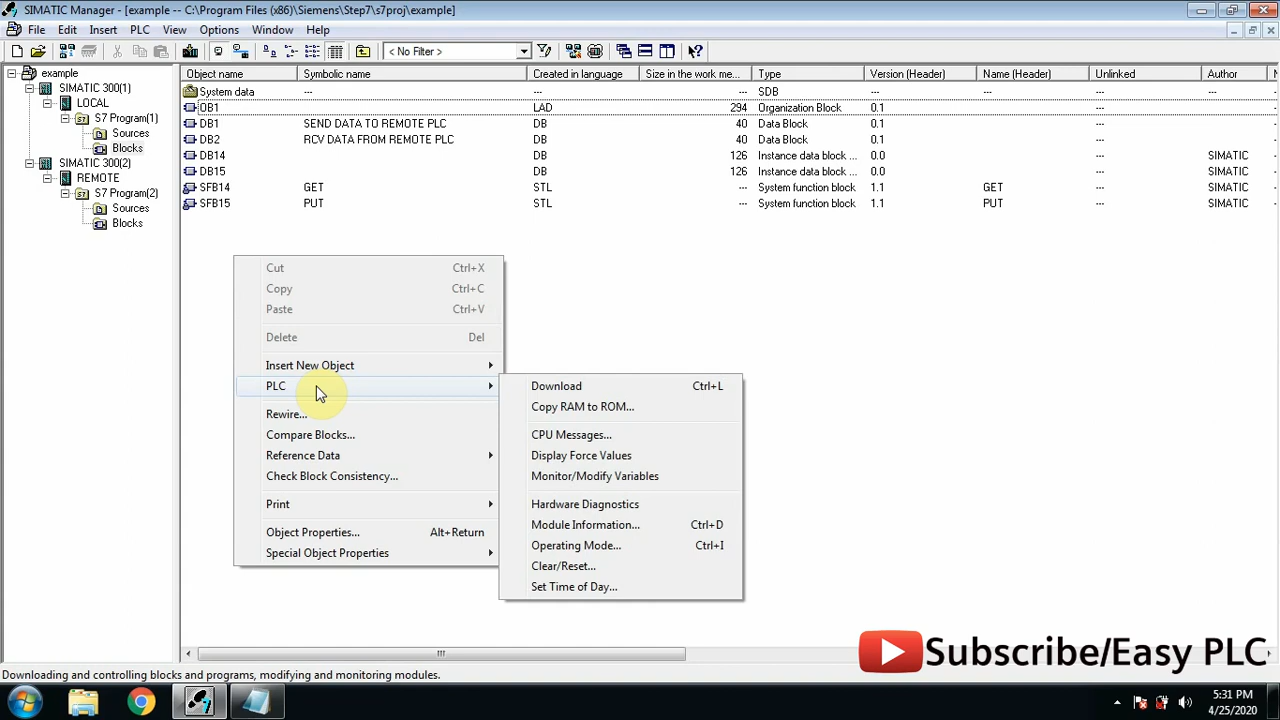 SIMATIC Manager - [example -- C:\Program Files (x86)\Siemens\Step7\s7proj\example]
File Edit Insert PLC View Options Window Help
< No Filter >
example
SIMATIC 300(1)
LOCAL
S7 Program(1)
Sources
Blocks
SIMATIC 300(2)
REMOTE
S7 Program(2)
Sources
Blocks
Object name Symbolic name Created in language Size in the work me... Type Version (Header) Name (Header) Unlinked Author
System data --- --- --- SDB --- --- ---
OB1 LAD 294 Organization Block 0.1 ---
DB1 SEND DATA TO REMOTE PLC DB 40 Data Block 0.1 ---
DB2 RCV DATA FROM REMOTE PLC DB 40 Data Block 0.1 ---
DB14 DB 126 Instance data block ... 0.0 --- SIMATIC
DB15 DB 126 Instance data block ... 0.0 --- SIMATIC
SFB14 GET STL --- System function block 1.1 GET --- SIMATIC
SFB15 PUT STL --- System function block 1.1 PUT --- SIMATIC
Cut Ctrl+X
Copy Ctrl+C
Paste Ctrl+V
Delete Del
Insert New Object
PLC
Rewire...
Compare Blocks...
Reference Data
Check Block Consistency...
Print
Object Properties... Alt+Return
Special Object Properties
Download Ctrl+L
Copy RAM to ROM...
CPU Messages...
Display Force Values
Monitor/Modify Variables
Hardware Diagnostics
Module Information... Ctrl+D
Operating Mode... Ctrl+I
Clear/Reset...
Set Time of Day...
Subscribe/Easy PLC
Downloading and controlling blocks and programs, modifying and monitoring modules.
5:31 PM
4/25/2020